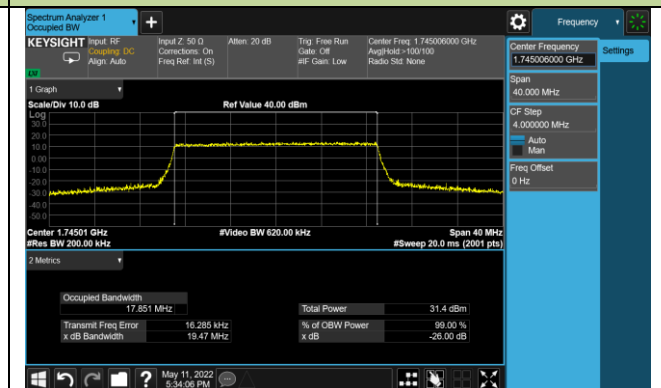 Spectrum Analyzer 1
Occupied BW
Frequency
KEYSIGHT
Input: RF
Coupling: DC
Align: Auto
Input Z: 50 Ω
Corrections: On
Freq Ref: Int (S)
Atten: 20 dB
Trig: Free Run
Gate: Off
#IF Gain: Low
Center Freq: 1.745006000 GHz
Avg|Hold:>100/100
Radio Std: None
Center Frequency
1.745006000 GHz
Settings
Span
40.000 MHz
CF Step
4.000000 MHz
Auto
Man
Freq Offset
0 Hz
1 Graph
Scale/Div 10.0 dB
Ref Value 40.00 dBm
Log
30.0
20.0
10.0
0.00
-10.0
-20.0
-30.0
-40.0
-50.0
Center 1.74501 GHz
#Video BW 620.00 kHz
Span 40 MHz
#Res BW 200.00 kHz
#Sweep 20.0 ms (2001 pts)
2 Metrics
Occupied Bandwidth
17.851 MHz
Total Power
31.4 dBm
Transmit Freq Error
16.285 kHz
% of OBW Power
99.00 %
x dB Bandwidth
19.47 MHz
x dB
-26.00 dB
May 11, 2022
5:34:06 PM